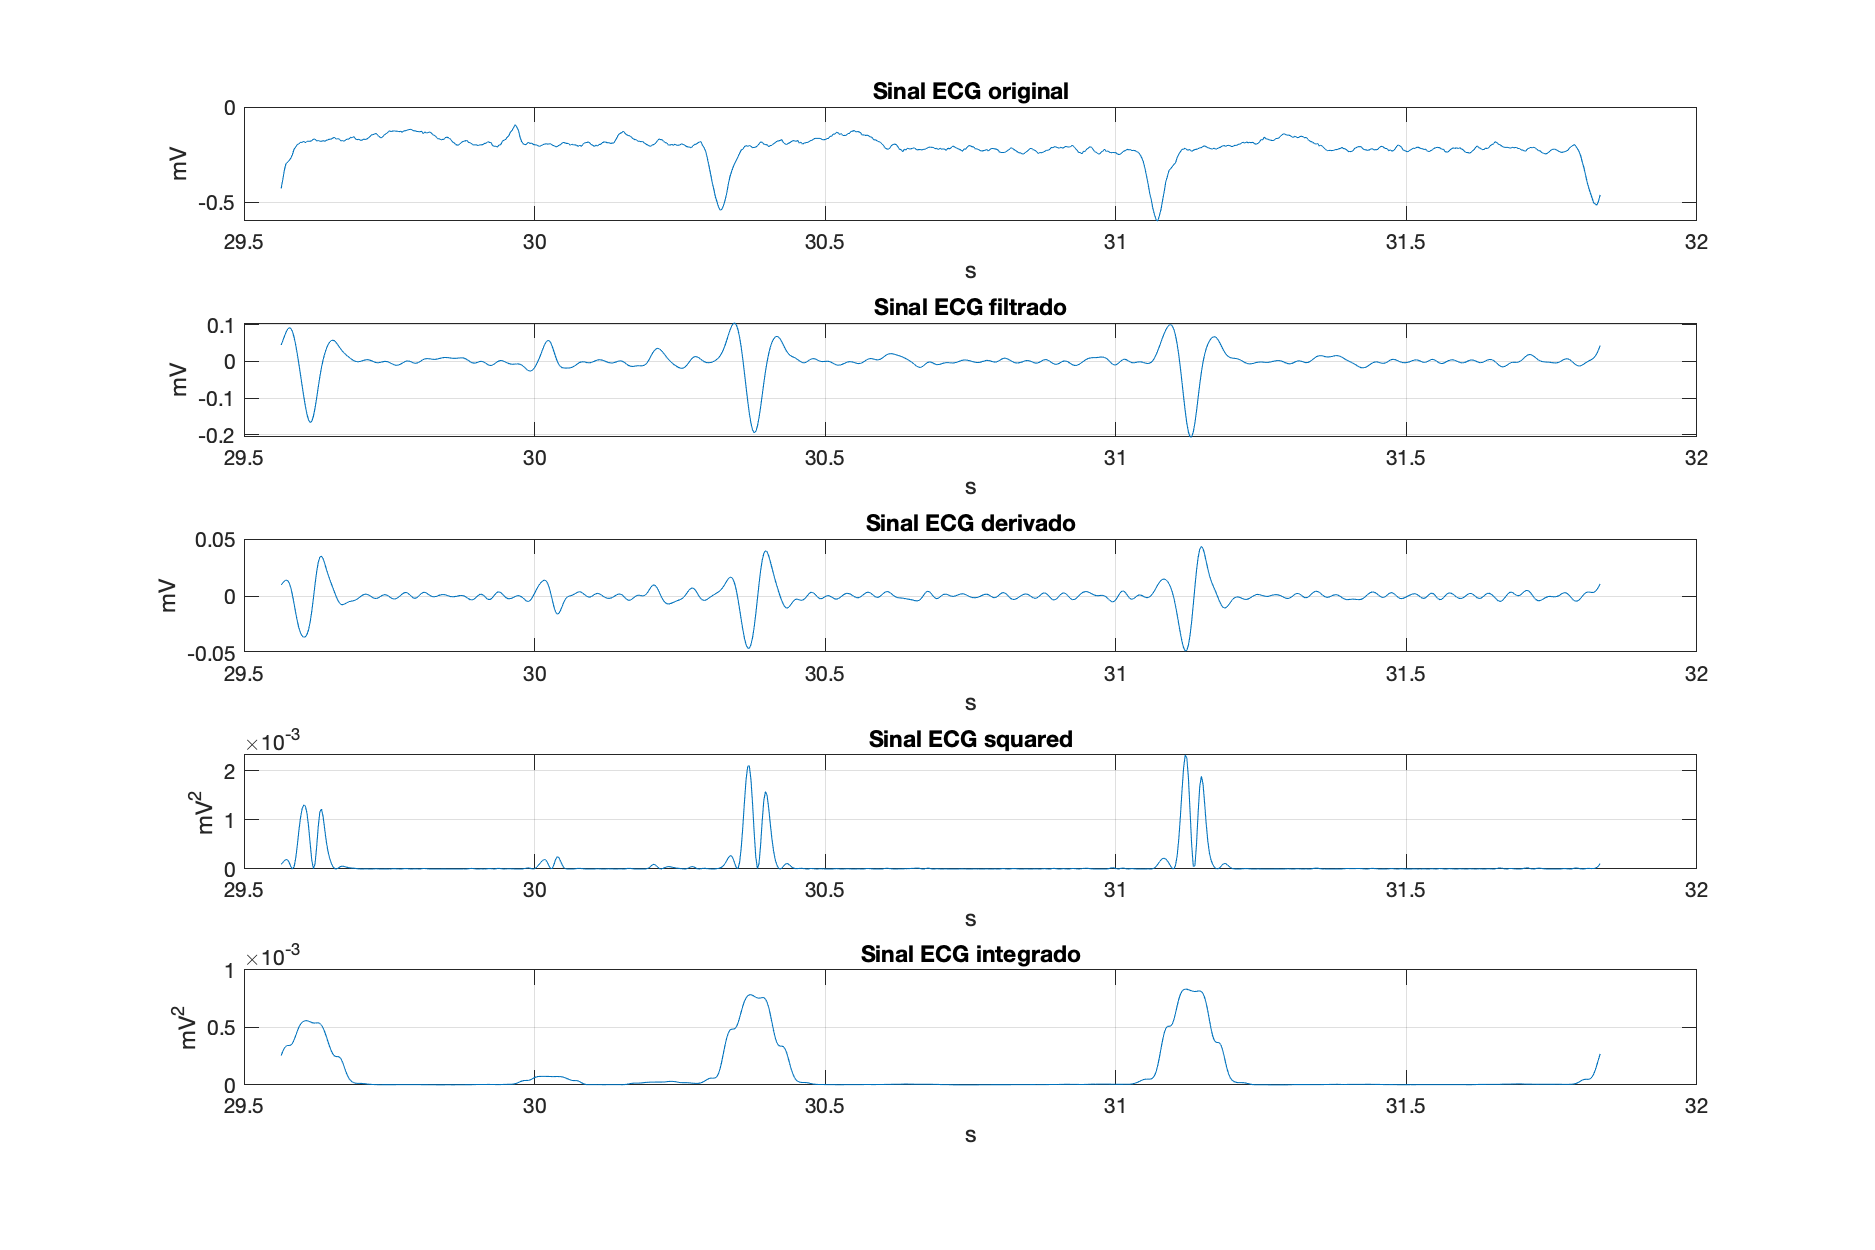 Sinal ECG original
0
-0.5
mV
29.5 30 30.5 31 31.5 32
s
Sinal ECG filtrado
0.1
0
-0.1
-0.2
mV
29.5 30 30.5 31 31.5 32
s
Sinal ECG derivado
0.05
0
-0.05
mV
29.5 30 30.5 31 31.5 32
s
×10-3
Sinal ECG squared
2
1
0
mV2
29.5 30 30.5 31 31.5 32
s
×10-3
Sinal ECG integrado
1
0.5
0
mV2
29.5 30 30.5 31 31.5 32
s